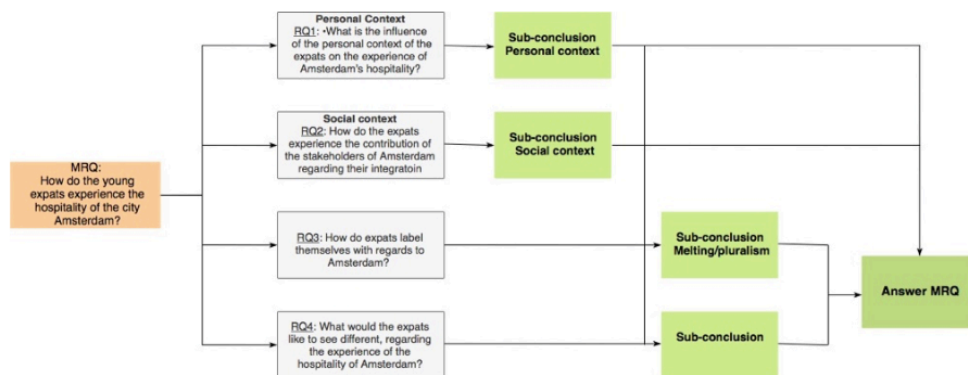 Personal Context
RQ1: •What is the influence
of the personal context of the
expats on the experience of
Amsterdam's hospitality?
Sub-conclusion
Personal context
Social context
RQ2: How do the expats
experience the contribution of
the stakeholders of Amsterdam
regarding their integratoin
Sub-conclusion
Social context
MRQ:
How do the young
expats experience the
hospitality of the city
Amsterdam?
RQ3: How do expats label
themselves with regards to
Amsterdam?
Sub-conclusion
Melting/pluralism
Answer MRQ
RQ4: What would the expats
like to see different, regarding
the experience of the
hospitality of Amsterdam?
Sub-conclusion